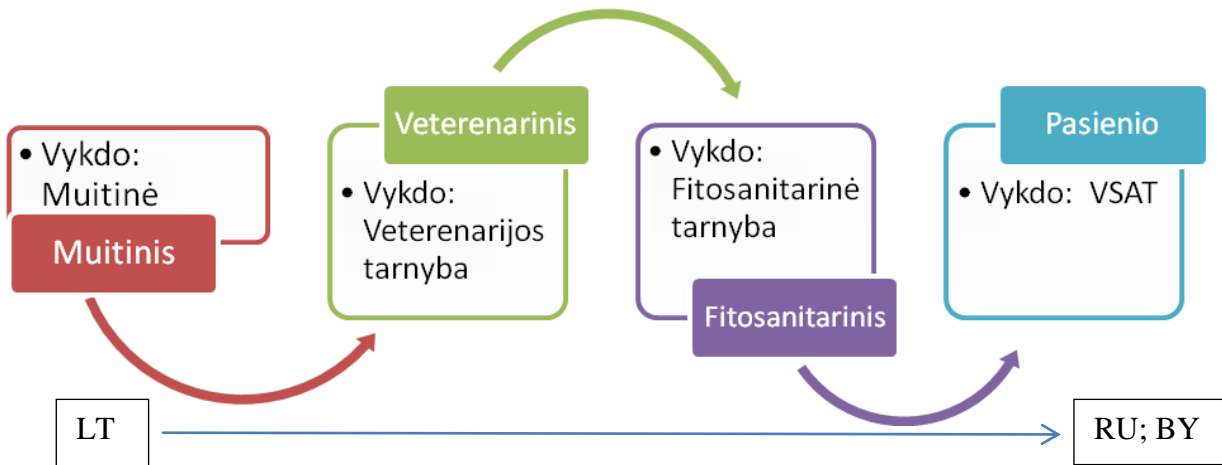 • Vykdo:
Muitinė
Muitinis
Veterenarinis
• Vykdo:
Veterenarijos
tarnyba
• Vykdo:
Fitosanitarinė
tarnyba
Fitosanitarinis
Pasienio
• Vykdo: VSAT
LT
RU; BY